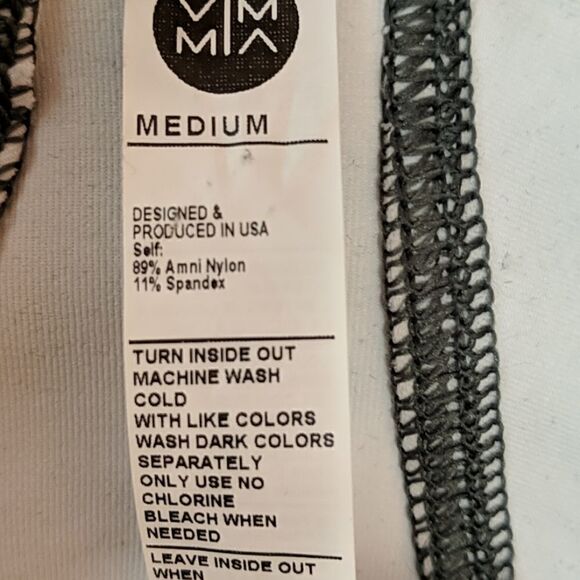 VIMMIA
MEDIUM
DESIGNED &
PRODUCED IN USA
Self:
89% Amni Nylon
11% Spandex
TURN INSIDE OUT
MACHINE WASH
COLD
WITH LIKE COLORS
WASH DARK COLORS
SEPARATELY
ONLY USE NO
CHLORINE
BLEACH WHEN
NEEDED
LEAVE INSIDE OUT
WHEN